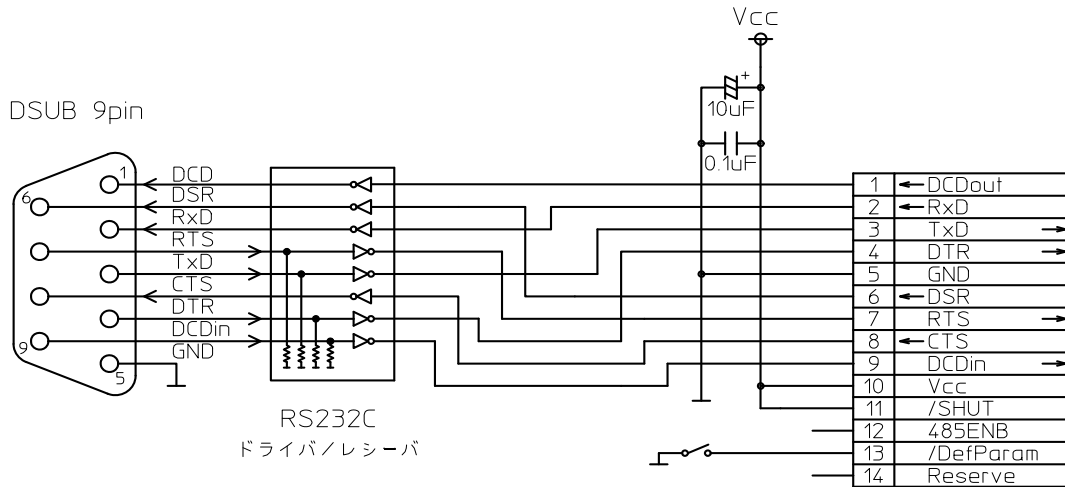 Vcc
+
10uF
0.1uF
DSUB 9pin
1
6
9
5
DCD
DSR
RxD
RTS
TxD
CTS
DTR
DCDin
GND
RS232C
ドライバ/レシーバ
1 DCDout
2 RxD
3 TxD
4 DTR
5 GND
6 DSR
7 RTS
8 CTS
9 DCDin
10 Vcc
11 /SHUT
12 485ENB
13 /DefParam
14 Reserve